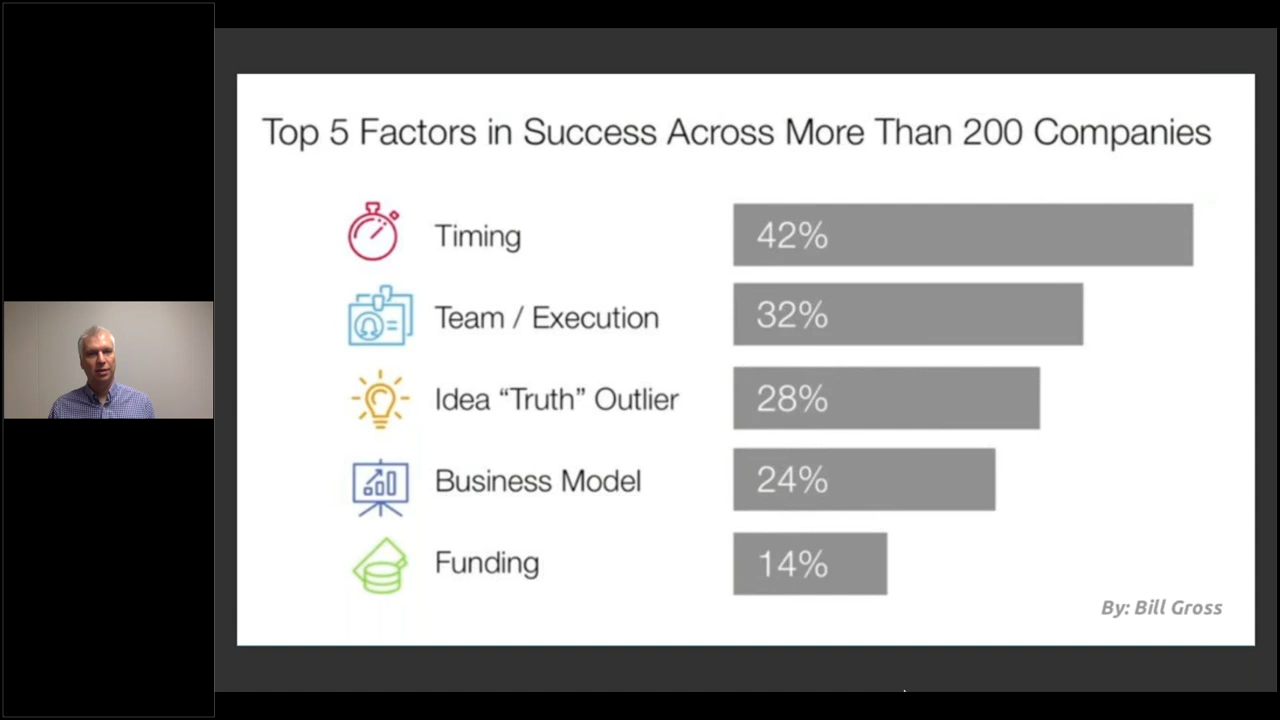 Top 5 Factors in Success Across More Than 200 Companies
Timing 42%
Team / Execution 32%
Idea “Truth” Outlier 28%
Business Model 24%
Funding 14%
By: Bill Gross